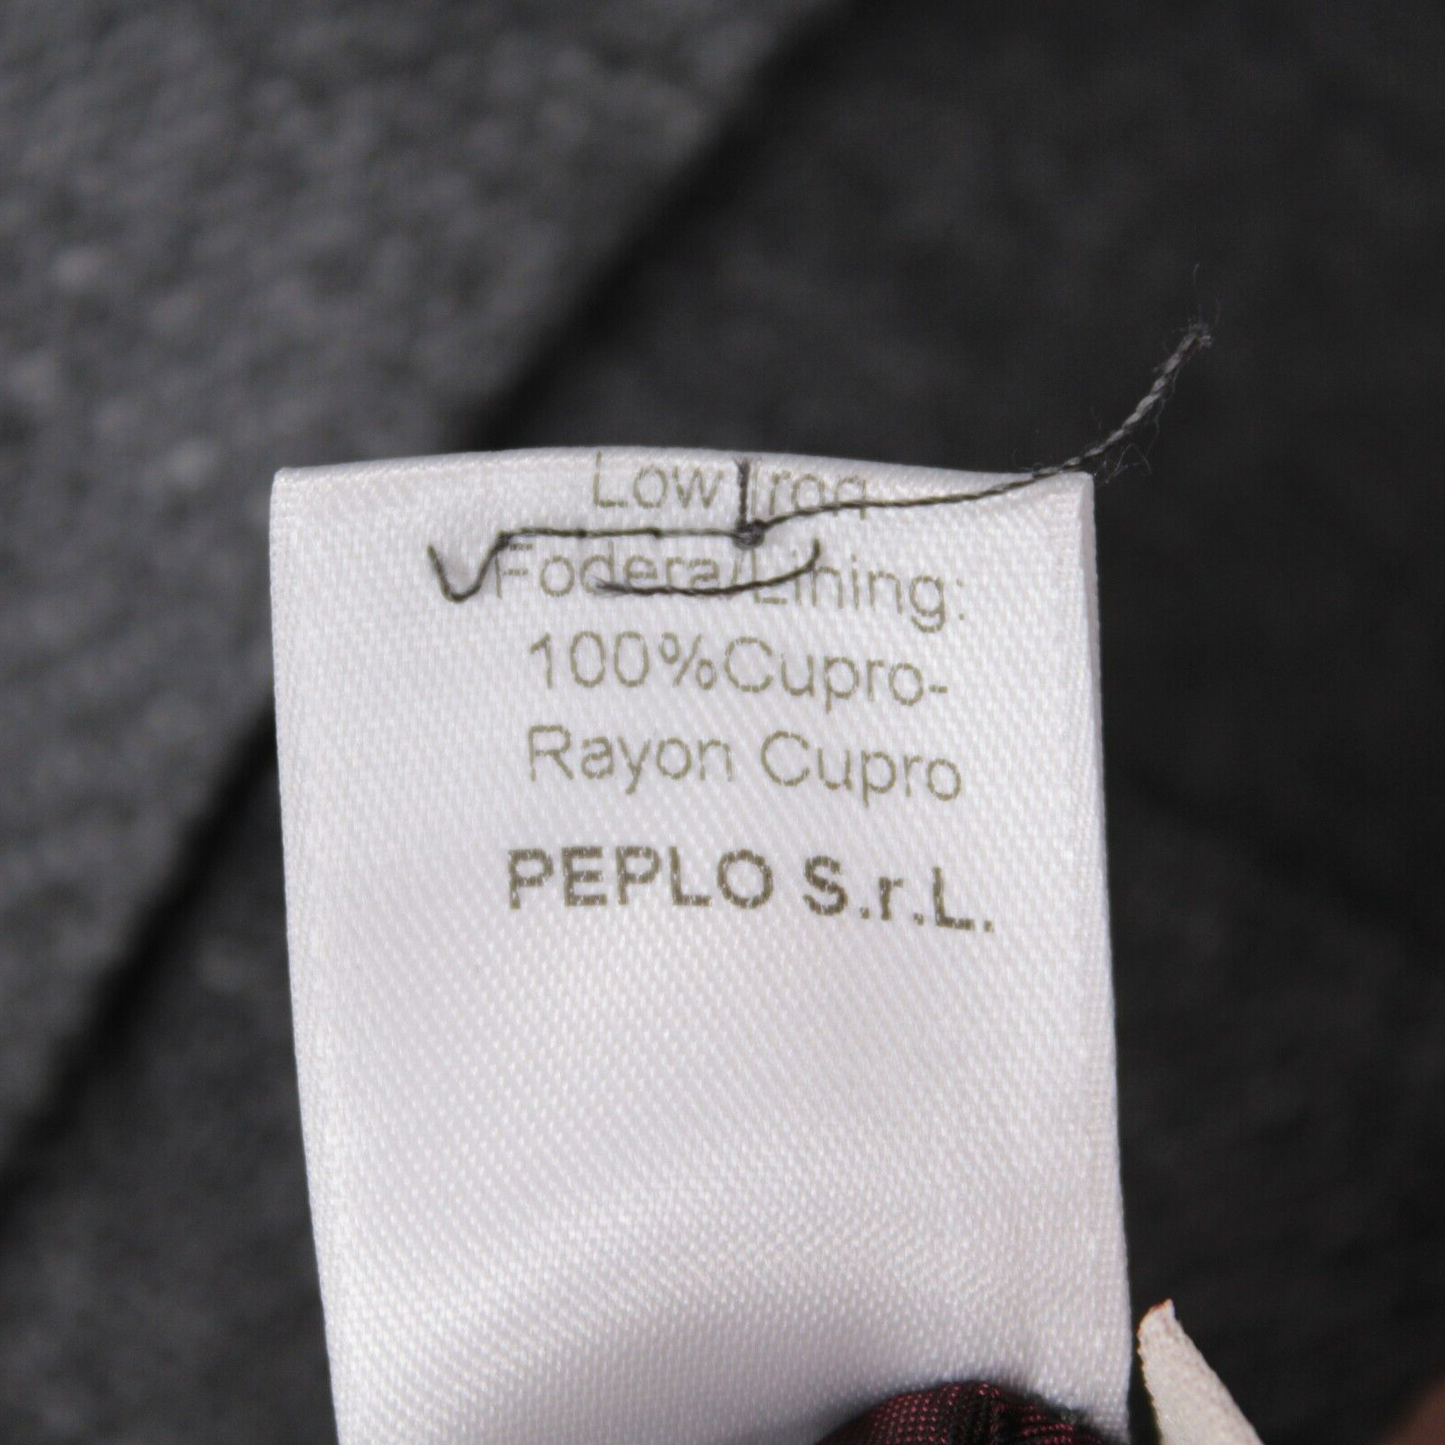 Low Iron
Fodera/Lining:
100%Cupro-
Rayon Cupro
PEPLO S.r.L.